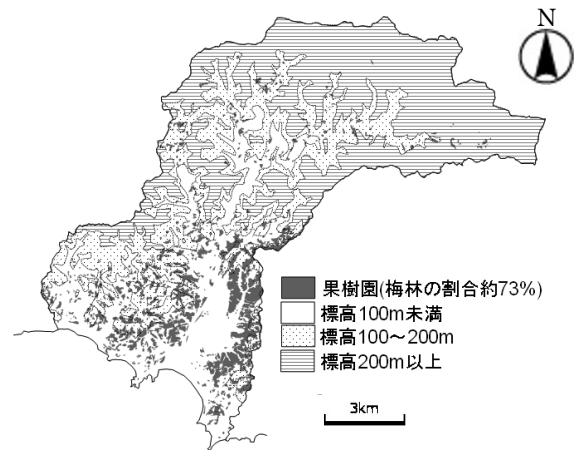 N
果樹園(梅林の割合約73%)
標高100m未満
標高100～200m
標高200m以上
3km